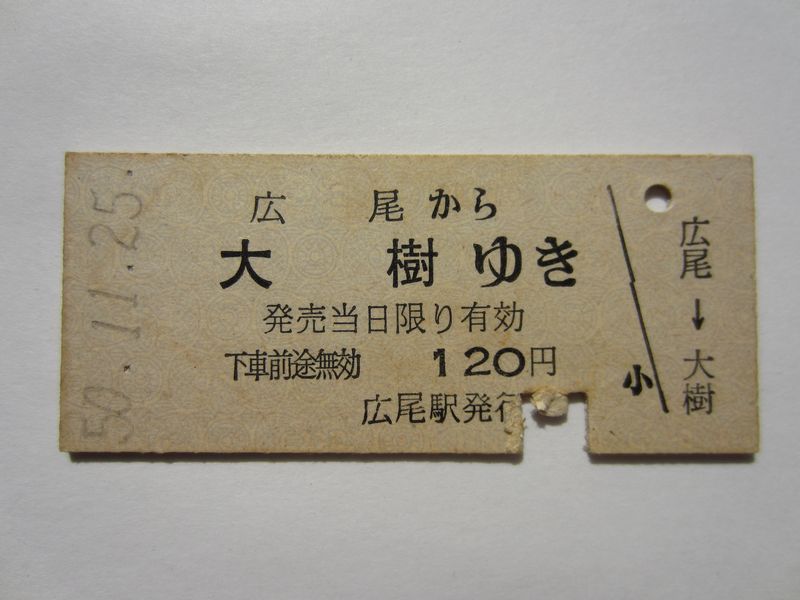 50.11.25.
広尾から
大樹ゆき
発売当日限り有効
下車前途無効 120円
広尾駅発行
小
広尾→大樹